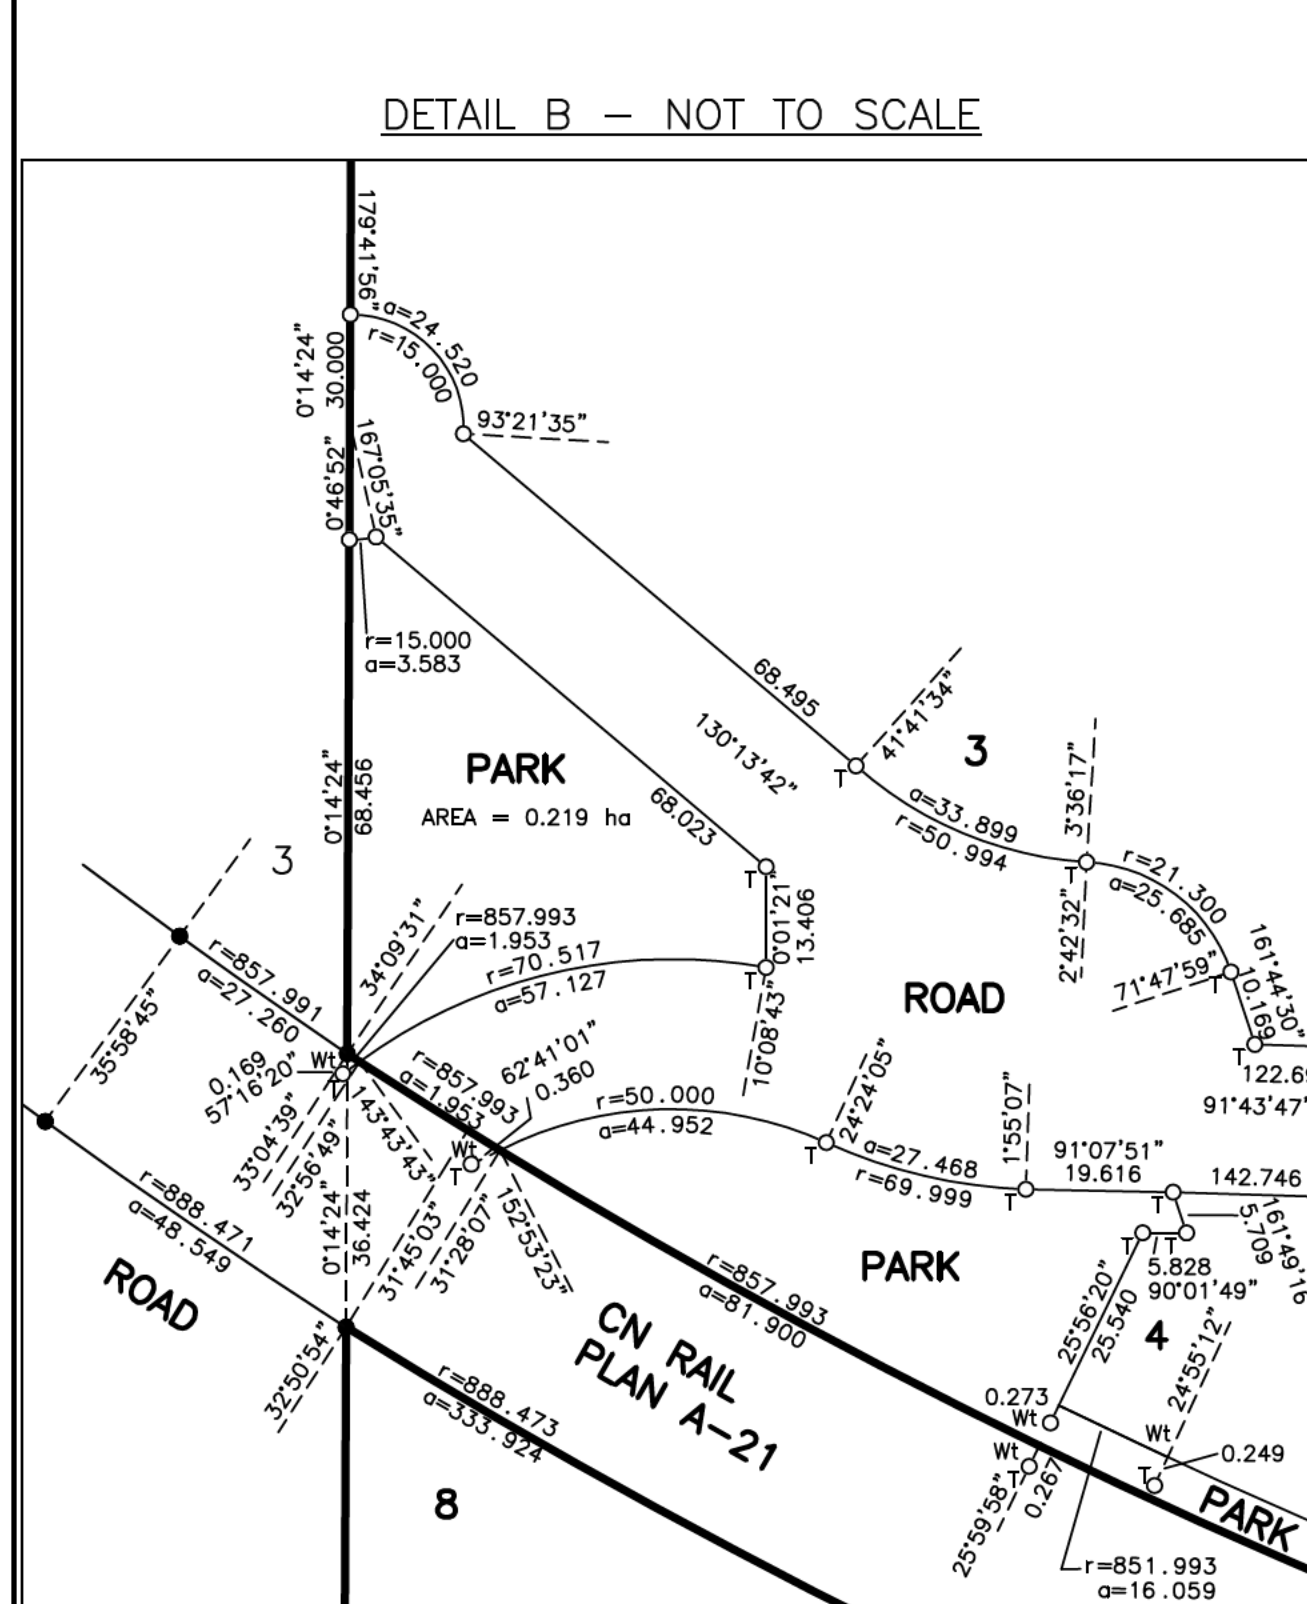 DETAIL B – NOT TO SCALE
179°41'56"
a=24.520
r=15.000
0°14'24"
30.000
93°21'35"
167°05'35"
0°46'52"
r=15.000
a=3.583
68.495
130°13'42"
41°41'34"
3
PARK
AREA = 0.219 ha
68.023
0°14'24"
68.456
a=33.899
r=50.994
3°36'17"
2°42'32"
r=21.300
a=25.685
T
T
T
3
0°01'21"
13.406
161°44'30"
10.169
71°47'59"
T
T
T
34°09'31"
r=857.993
a=1.953
r=70.517
a=57.127
ROAD
r=857.991
a=27.260
35°58'45"
10°08'43"
122.69
91°43'47"
0.169
57°16'20"
Wt
T
62°41'01"
0.360
r=857.993
a=1.953
r=50.000
a=44.952
24°24'05"
1°55'07"
33°04'39"
32°56'49"
143°43'43"
Wt
T
T
a=27.468
r=69.999
T
91°07'51"
19.616
142.746
T
r=888.471
a=48.549
0°14'24"
36.424
31°45'03"
31°28'07"
152°53'23"
161°49'16
5.709
T
T
5.828
90°01'49"
ROAD
PARK
r=857.993
a=81.900
25°56'20"
25.540
4
24°55'12"
CN RAIL
PLAN A–21
32°50'54"
r=888.473
a=333.924
0.273
Wt
Wt
Wt
T
T
0.249
0.267
25°59'58"
8
PARK
r=851.993
a=16.059